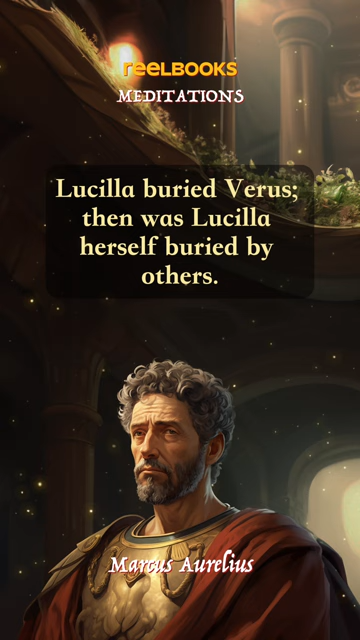 reelbooks
MEDITATIONS
Lucilla buried Verus;
then was Lucilla
herself buried by
others.
Marcus Aurelius